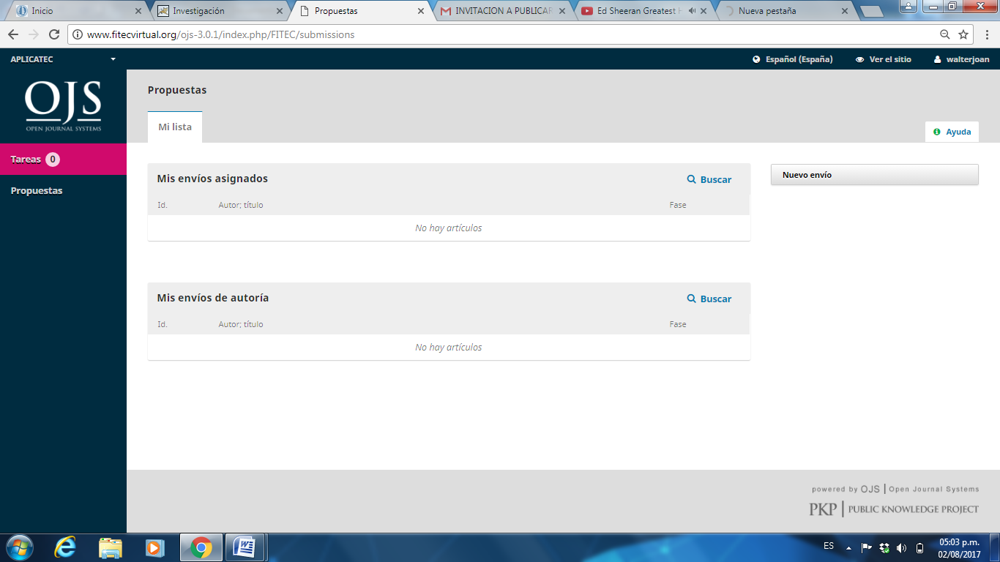 Inicio
Investigación
Propuestas
INVITACION A PUBLICAR
Ed Sheeran Greatest H
Nueva pestaña
www.fitecvirtual.org/ojs-3.0.1/index.php/FITEC/submissions
APLICATEC
Español (España)
Ver el sitio
walterjoan
OJS
OPEN JOURNAL SYSTEMS
Propuestas
Mi lista
Ayuda
Tareas 0
Propuestas
Mis envíos asignados
Buscar
Nuevo envío
Id.
Autor; título
Fase
No hay artículos
Mis envíos de autoría
Buscar
Id.
Autor; título
Fase
No hay artículos
powered by OJS | Open Journal Systems
PKP | PUBLIC KNOWLEDGE PROJECT
ES
05:03 p.m.
02/08/2017